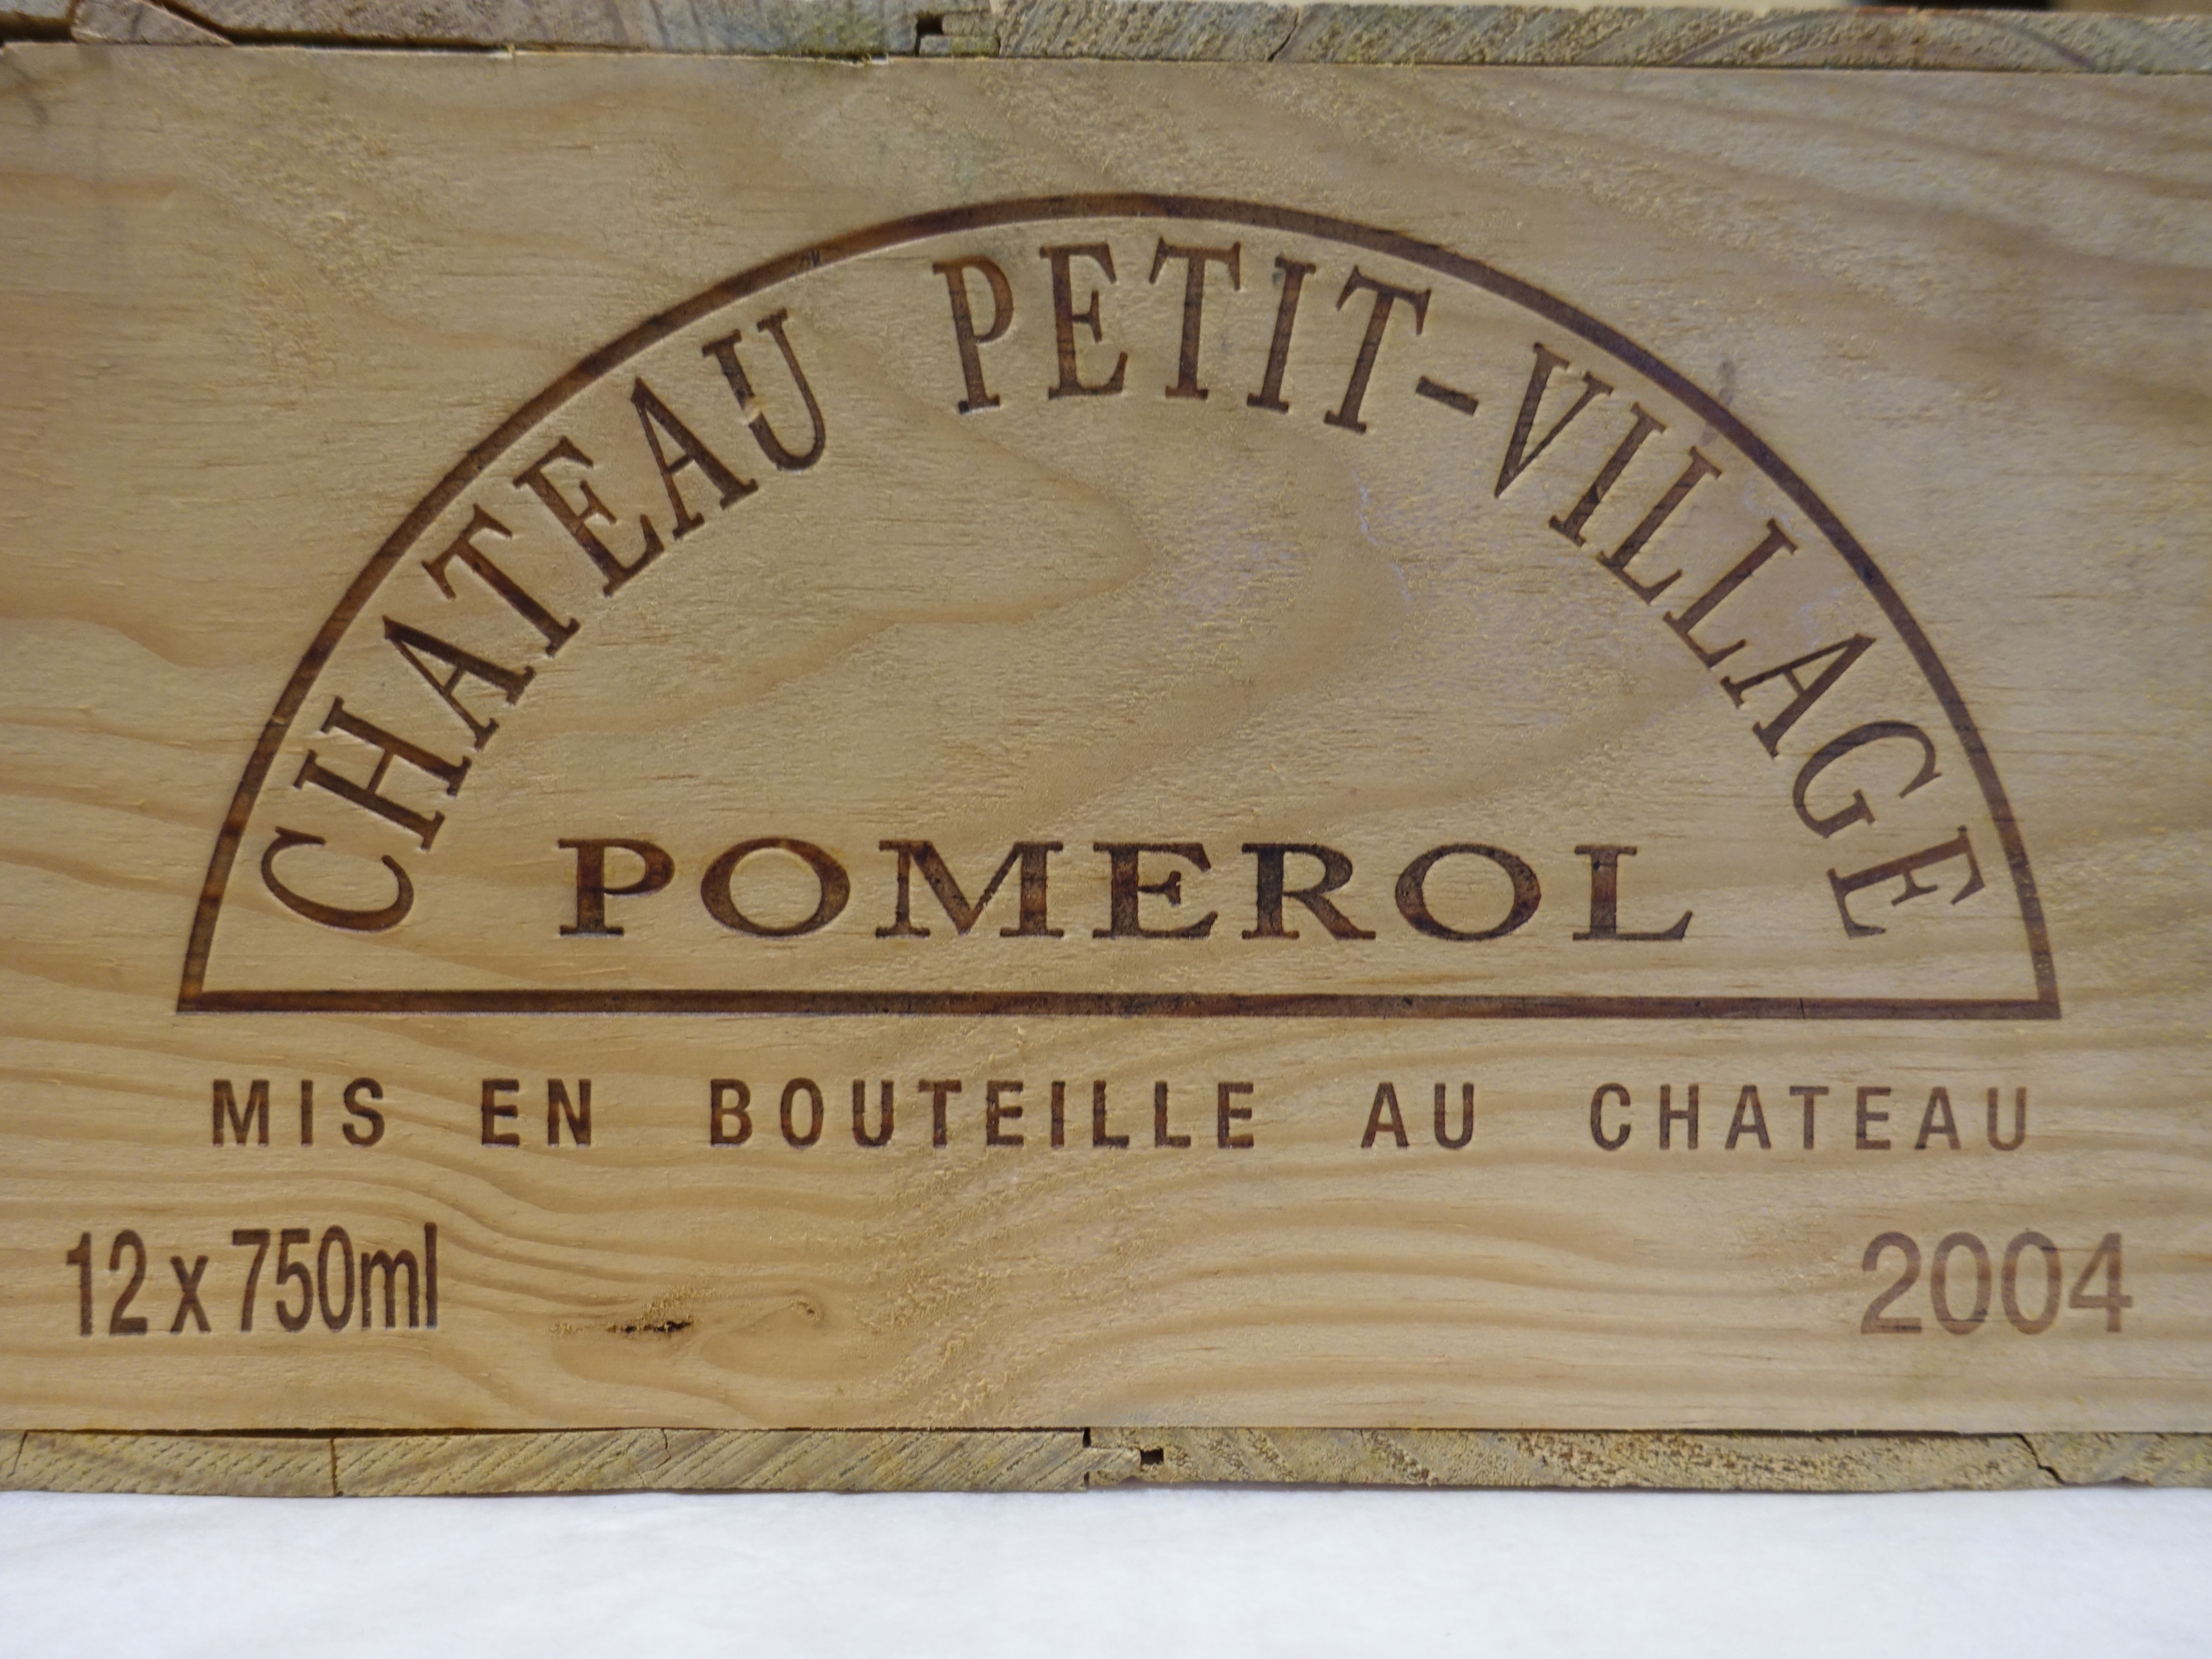 CHATEAU PETIT-VILLAGE
POMEROL
MIS EN BOUTEILLE AU CHATEAU
12 x 750ml
2004